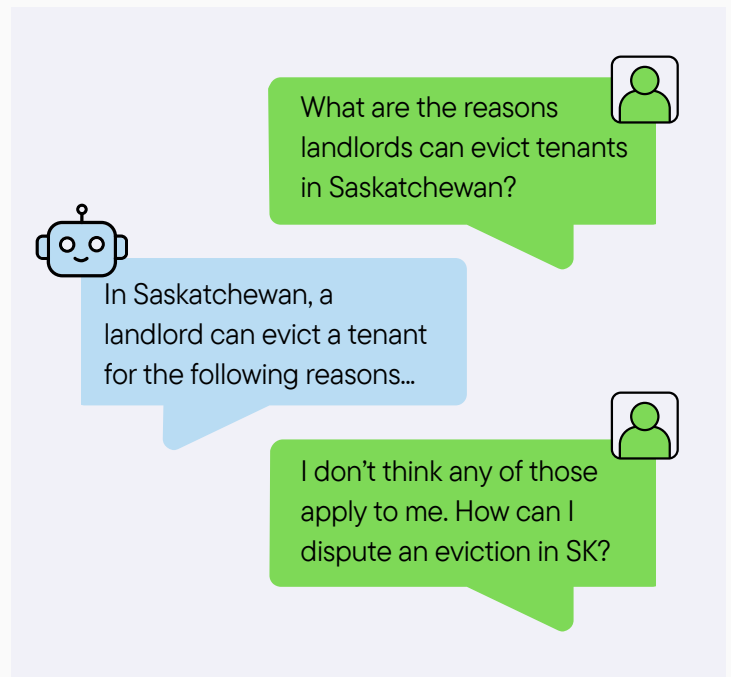 What are the reasons
landlords can evict tenants
in Saskatchewan?
In Saskatchewan, a
landlord can evict a tenant
for the following reasons...
I don’t think any of those
apply to me. How can I
dispute an eviction in SK?